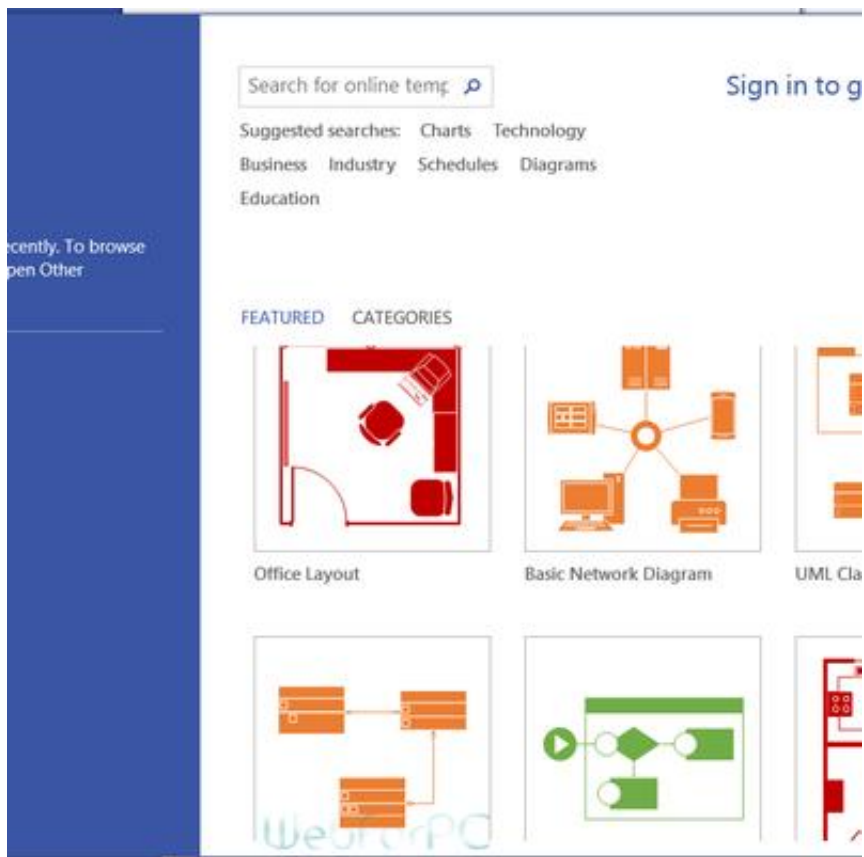 Search for online temp
Sign in to g
Suggested searches: Charts Technology
Business Industry Schedules Diagrams
Education
ecently. To browse
pen Other
FEATURED CATEGORIES
Office Layout
Basic Network Diagram
UML Cla
WebForPC